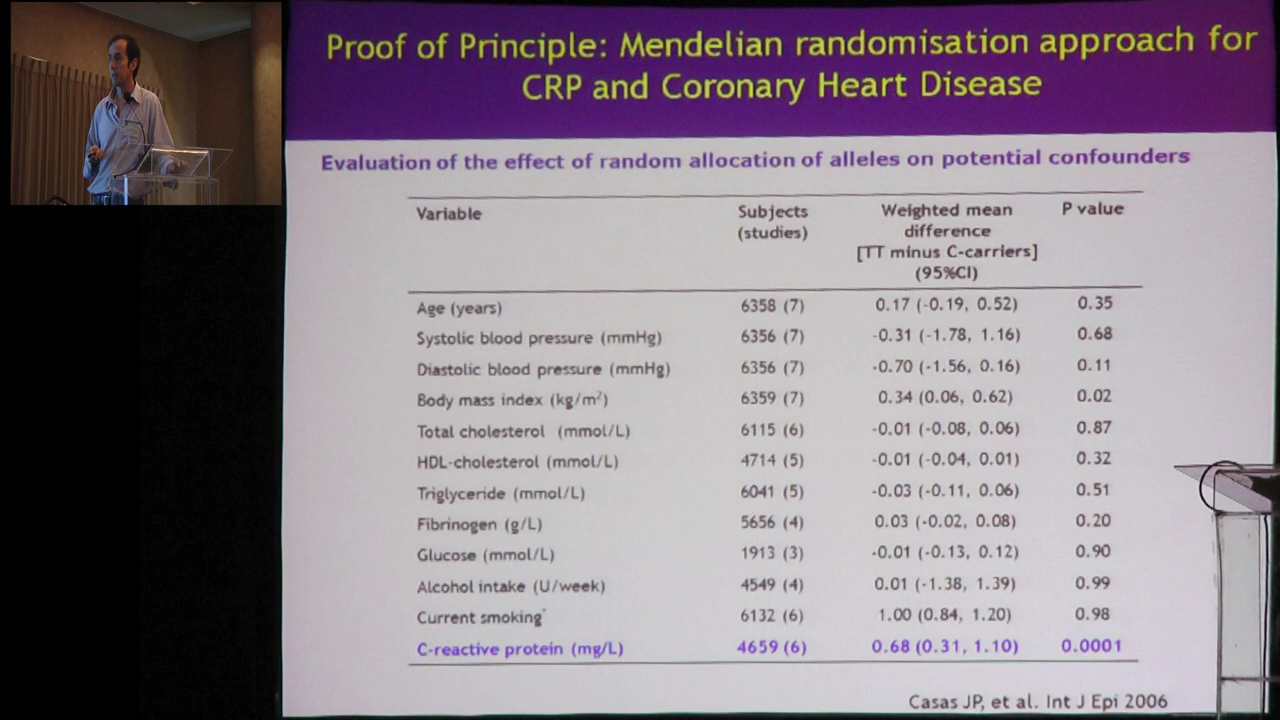 Proof of Principle: Mendelian randomisation approach for
CRP and Coronary Heart Disease
Evaluation of the effect of random allocation of alleles on potential confounders
Variable Subjects (studies) Weighted mean difference [TT minus C-carriers] (95%CI) P value
Age (years) 6358 (7) 0.17 (-0.19, 0.52) 0.35
Systolic blood pressure (mmHg) 6356 (7) -0.31 (-1.78, 1.16) 0.68
Diastolic blood pressure (mmHg) 6356 (7) -0.70 (-1.56, 0.16) 0.11
Body mass index (kg/m²) 6359 (7) 0.34 (0.06, 0.62) 0.02
Total cholesterol (mmol/L) 6115 (6) -0.01 (-0.08, 0.06) 0.87
HDL-cholesterol (mmol/L) 4714 (5) -0.01 (-0.04, 0.01) 0.32
Triglyceride (mmol/L) 6041 (5) -0.03 (-0.11, 0.06) 0.51
Fibrinogen (g/L) 5656 (4) 0.03 (-0.02, 0.08) 0.20
Glucose (mmol/L) 1913 (3) -0.01 (-0.13, 0.12) 0.90
Alcohol intake (U/week) 4549 (4) 0.01 (-1.38, 1.39) 0.99
Current smoking* 6132 (6) 1.00 (0.84, 1.20) 0.98
C-reactive protein (mg/L) 4659 (6) 0.68 (0.31, 1.10) 0.0001
Casas JP, et al. Int J Epi 2006